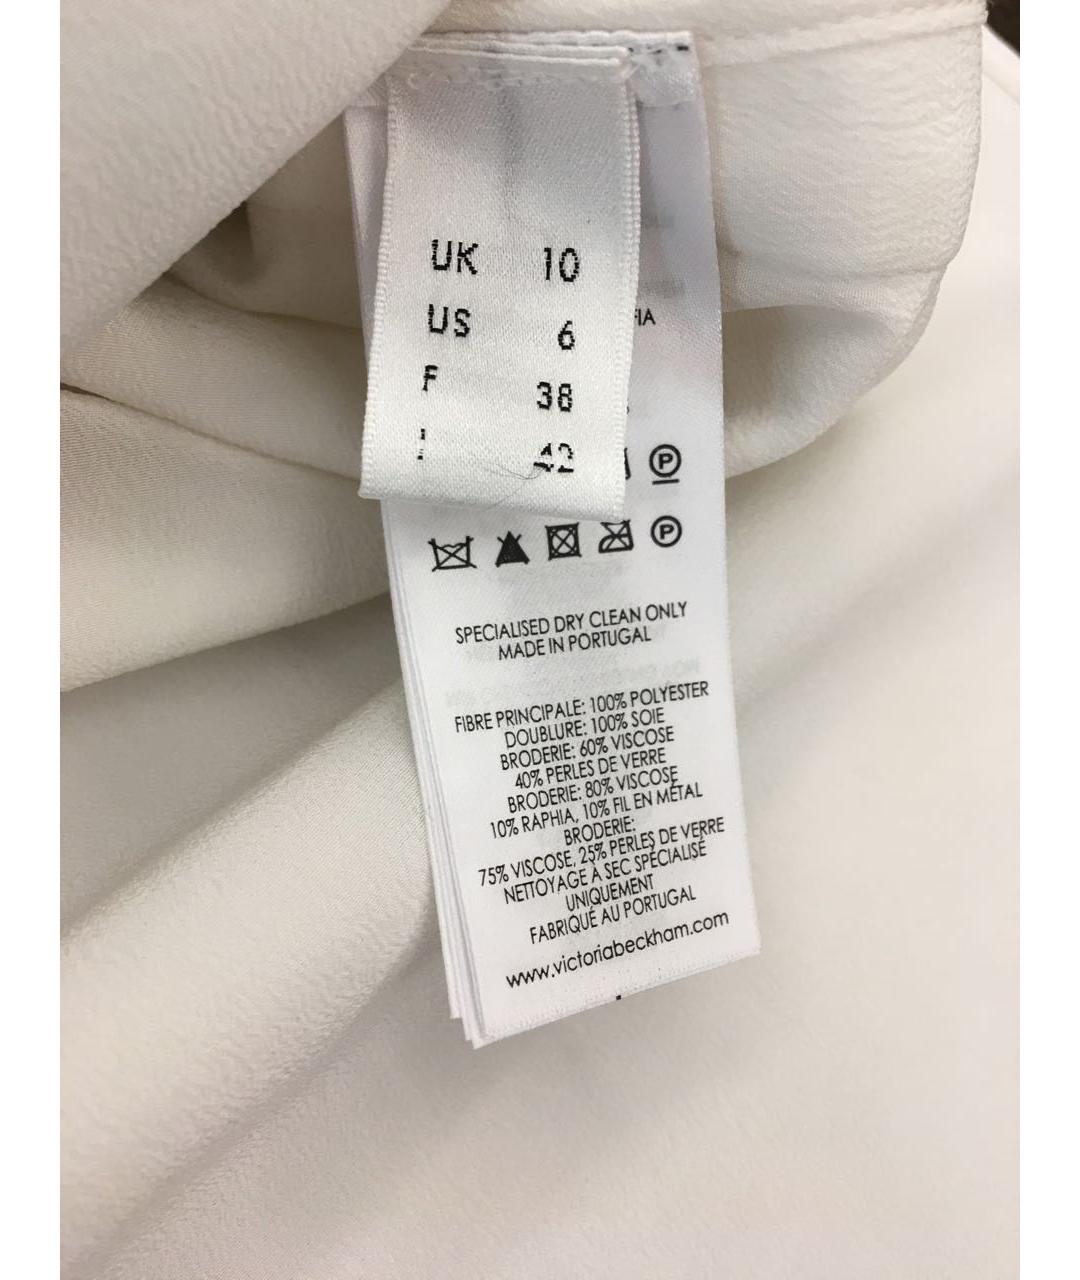 UK 10
US 6
F 38
I 42
P
P
SPECIALISED DRY CLEAN ONLY
MADE IN PORTUGAL
FIBRE PRINCIPALE: 100% POLYESTER
DOUBLURE: 100% SOIE
BRODERIE: 60% VISCOSE
40% PERLES DE VERRE
BRODERIE: 80% VISCOSE
10% RAPHIA, 10% FIL EN MÉTAL
BRODERIE:
75% VISCOSE, 25% PERLES DE VERRE
NETTOYAGE À SEC SPÉCIALISÉ
UNIQUEMENT
FABRIQUÉ AU PORTUGAL
www.victoriabeckham.com